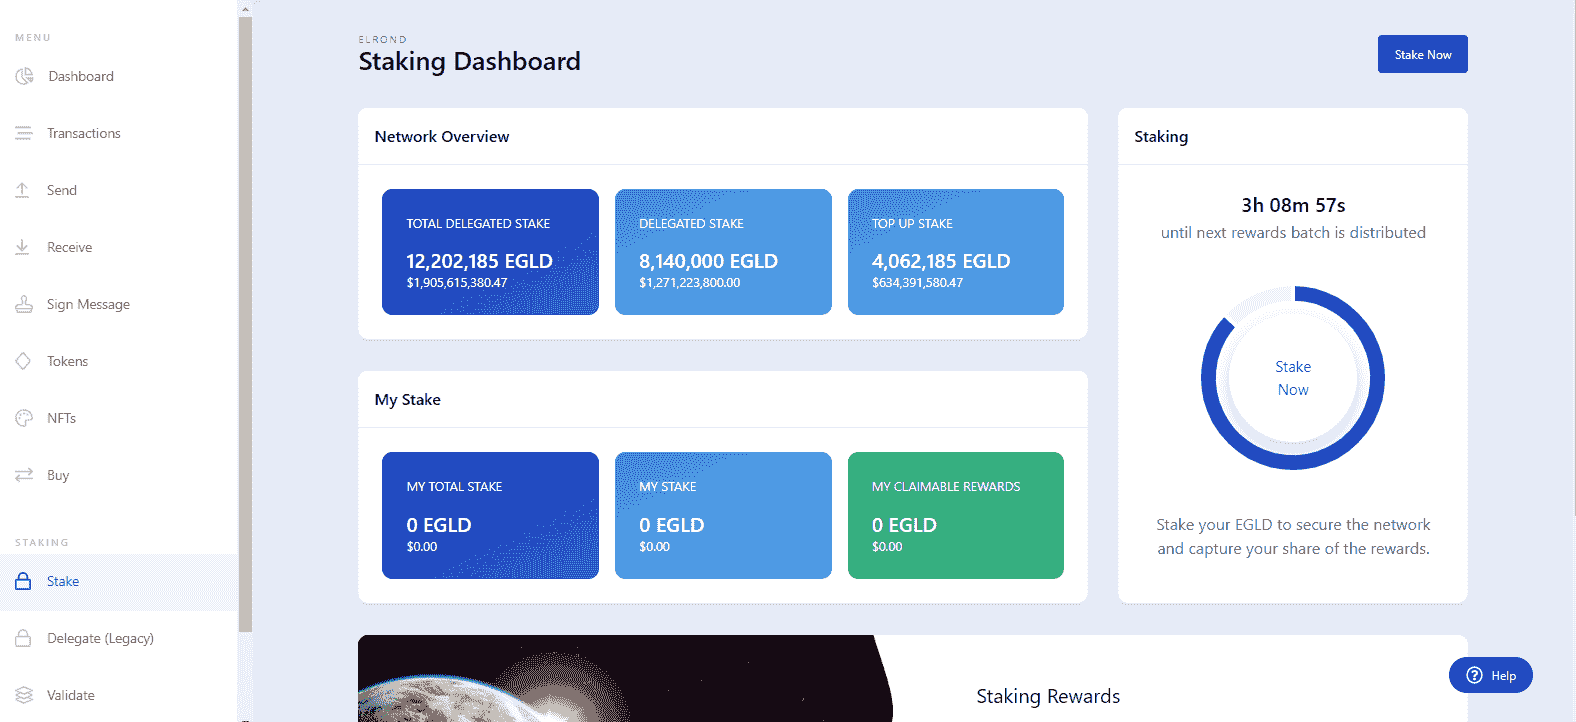 MENU
Dashboard
Transactions
Send
Receive
Sign Message
Tokens
NFTs
Buy
STAKING
Stake
Delegate (Legacy)
Validate
ELROND
Staking Dashboard
Stake Now
Network Overview
TOTAL DELEGATED STAKE
12,202,185 EGLD
$1,905,615,380.47
DELEGATED STAKE
8,140,000 EGLD
$1,271,223,800.00
TOP UP STAKE
4,062,185 EGLD
$634,391,580.47
My Stake
MY TOTAL STAKE
0 EGLD
$0.00
MY STAKE
0 EGLD
$0.00
MY CLAIMABLE REWARDS
0 EGLD
$0.00
Staking
3h 08m 57s
until next rewards batch is distributed
Stake
Now
Stake your EGLD to secure the network
and capture your share of the rewards.
Staking Rewards
Help